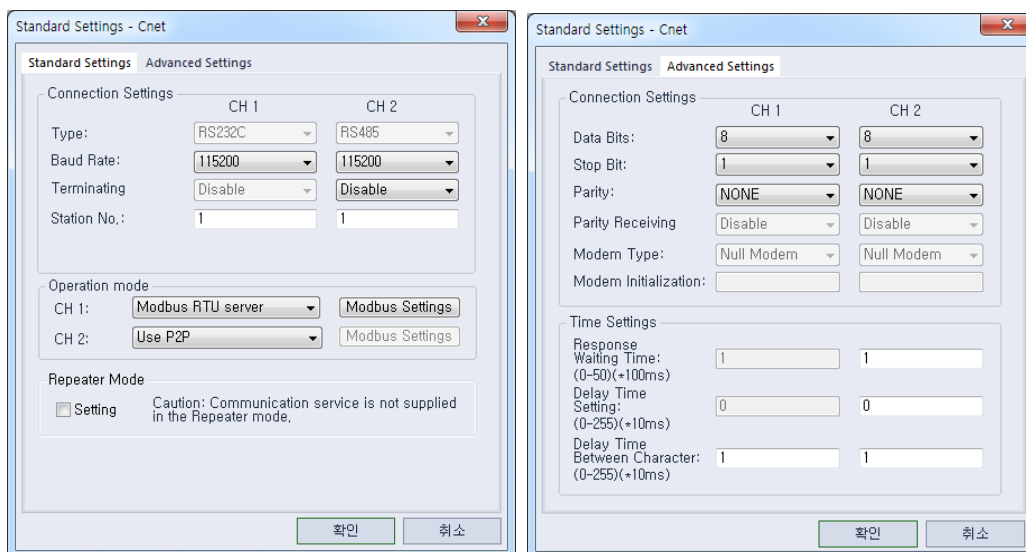 Standard Settings - Cnet
Standard Settings Advanced Settings
Connection Settings
CH 1 CH 2
Type: RS232C RS485
Baud Rate: 115200 115200
Terminating Disable Disable
Station No.: 1 1
Operation mode
CH 1: Modbus RTU server Modbus Settings
CH 2: Use P2P Modbus Settings
Repeater Mode
Setting
Caution: Communication service is not supplied
in the Repeater mode.
확인 취소
Standard Settings - Cnet
Standard Settings Advanced Settings
Connection Settings
CH 1 CH 2
Data Bits: 8 8
Stop Bit: 1 1
Parity: NONE NONE
Parity Receiving Disable Disable
Modem Type: Null Modem Null Modem
Modem Initialization:
Time Settings
Response
Waiting Time: 1 1
(0-50)(*100ms)
Delay Time
Setting: 0 0
(0-255)(*10ms)
Delay Time
Between Character: 1 1
(0-255)(*10ms)
확인 취소